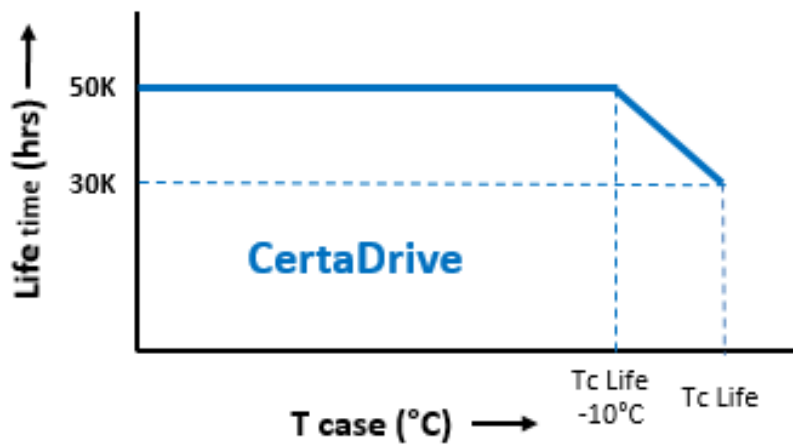 Life time (hrs)
50K
30K
CertaDrive
Tc Life
-10°C
Tc Life
T case (°C)